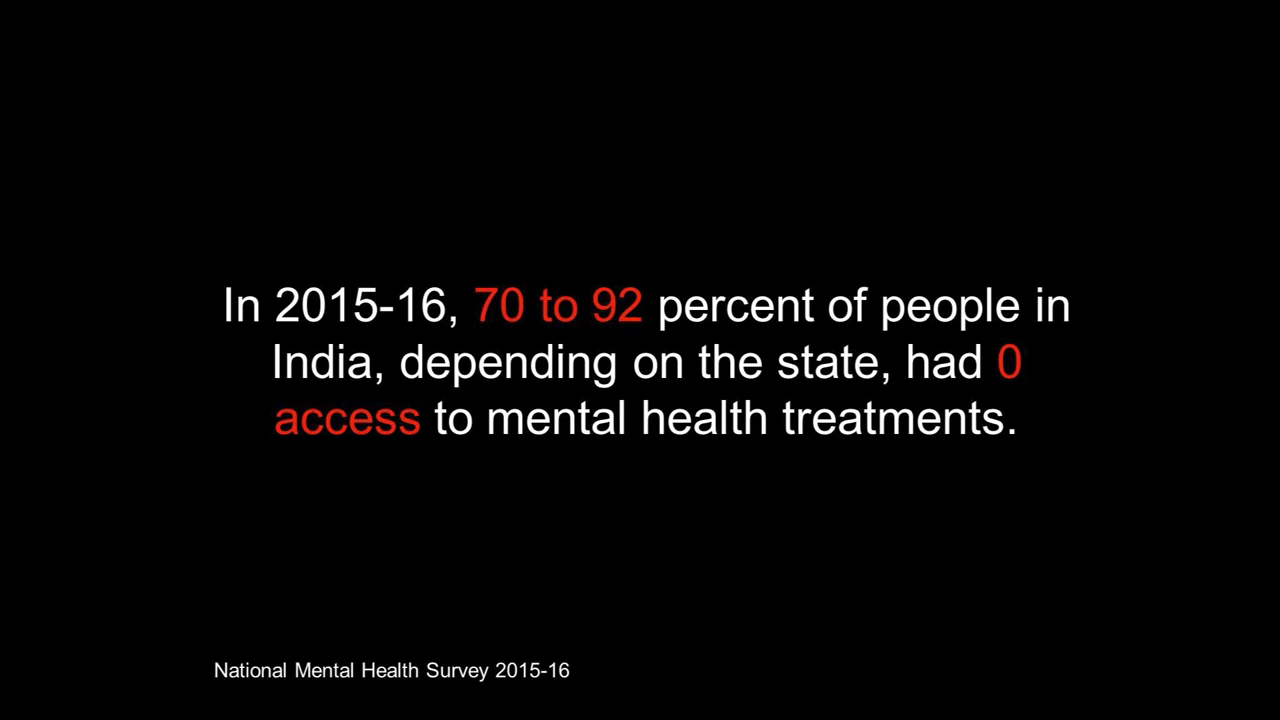 In 2015-16, 70 to 92 percent of people in
India, depending on the state, had 0
access to mental health treatments.
National Mental Health Survey 2015-16